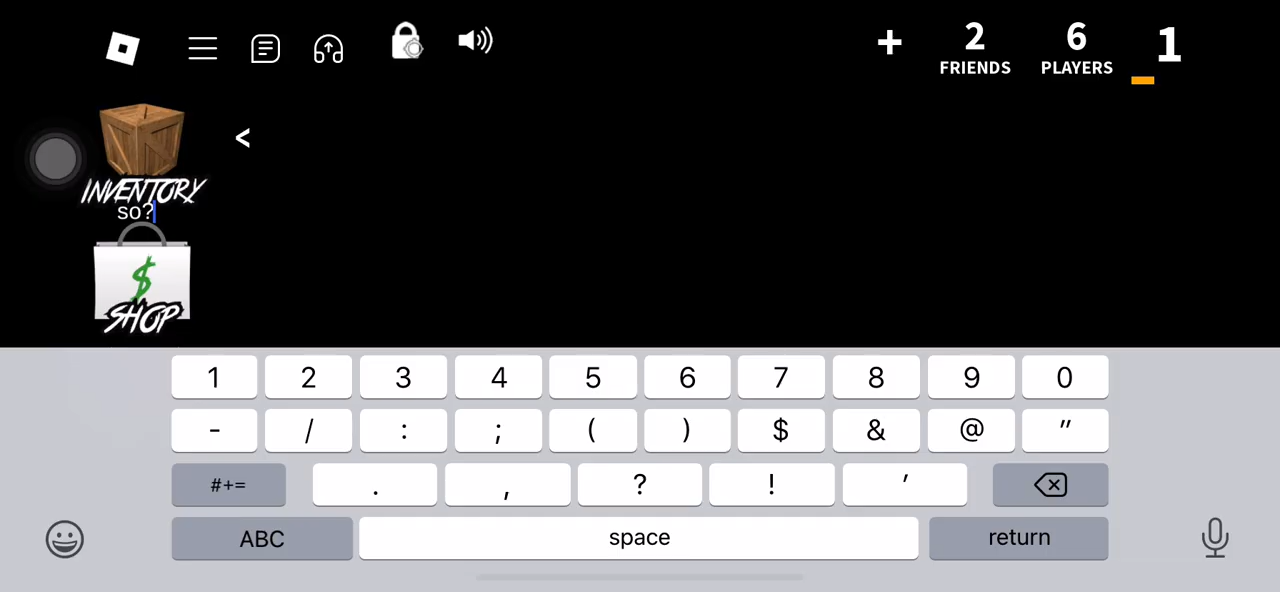 2
FRIENDS
6
PLAYERS
1
<
INVENTORY
so?
$
SHOP
1 2 3 4 5 6 7 8 9 0
- / : ; ( ) $ & @ "
#+= . , ? ! '
ABC space return